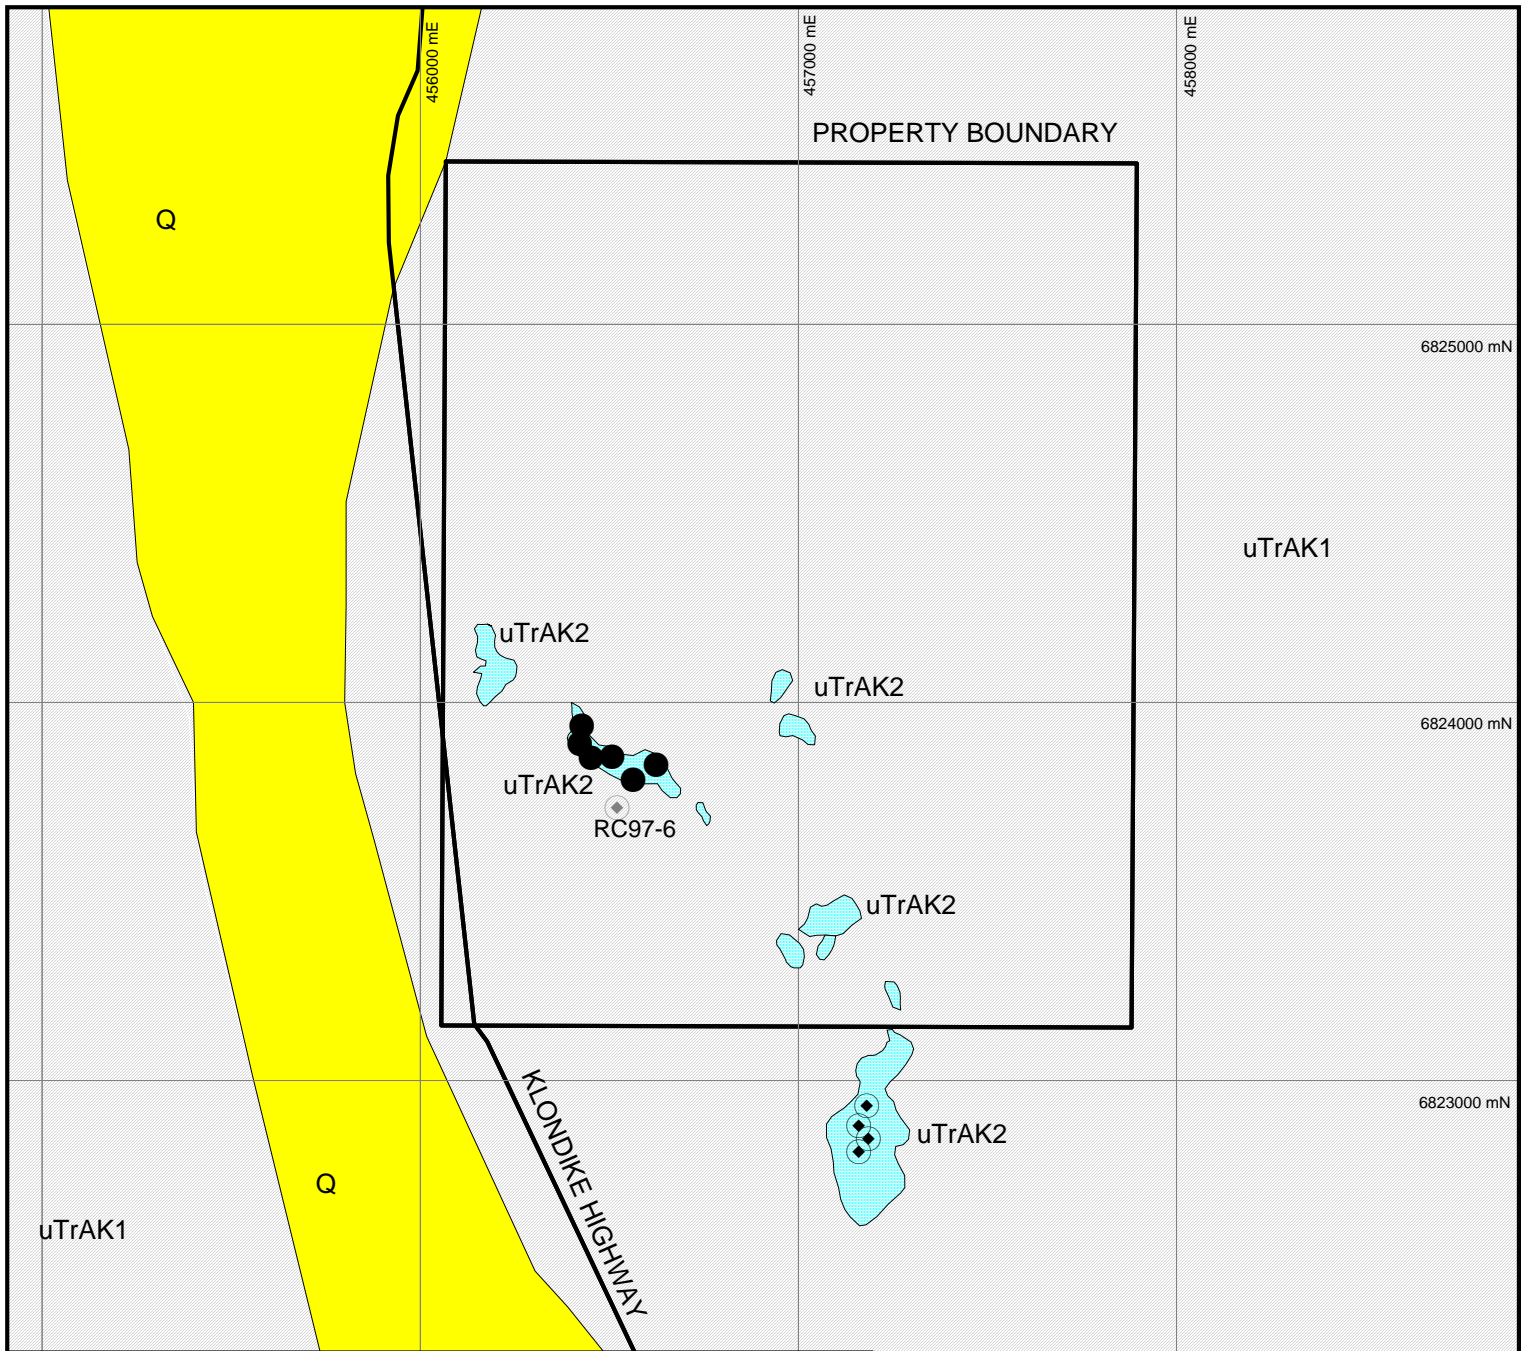 456000 mE
457000 mE
458000 mE
PROPERTY BOUNDARY
Q
6825000 mN
uTrAK1
uTrAK2
uTrAK2
6824000 mN
uTrAK2
RC97-6
uTrAK2
6823000 mN
uTrAK2
KLONDIKE HIGHWAY
Q
uTrAK1